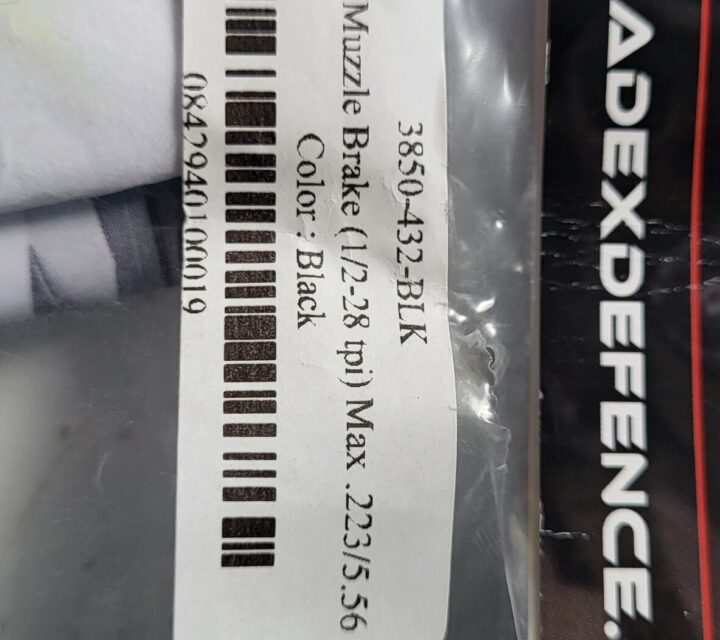 ADEXDEFENCE.
3850-432-BLK
Muzzle Brake (1/2-28 tpi) Max .223/5.56
Color : Black
0842940100019